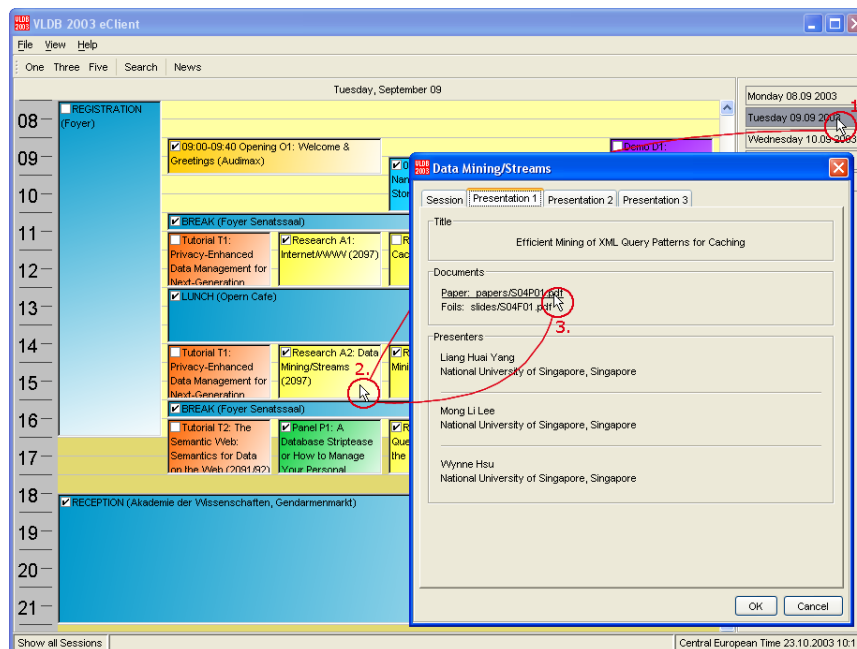 VLDB 2003 eClient
File View Help
One Three Five Search News
Tuesday, September 09
08
09
10
11
12
13
14
15
16
17
18
19
20
21
REGISTRATION
(Foyer)
09:00-09:40 Opening O1: Welcome &
Greetings (Audimax)
Demo D1:
BREAK (Foyer Senatssaal)
Tutorial T1:
Privacy-Enhanced
Data Management for
Next-Generation
Research A1:
Internet/WWW (2097)
LUNCH (Opern Cafe)
Tutorial T1:
Privacy-Enhanced
Data Management for
Next-Generation
Research A2: Data
Mining/Streams
(2097)
2.
BREAK (Foyer Senatssaal)
Tutorial T2: The
Semantic Web:
Semantics for Data
on the Web (2091/92)
Panel P1: A
Database Striptease
or How to Manage
Your Personal
RECEPTION (Akademie der Wissenschaften, Gendarmenmarkt)
Monday 08.09 2003
Tuesday 09.09 2003
Wednesday 10.09 2003
1
VLDB 2003
Data Mining/Streams
Session Presentation 1 Presentation 2 Presentation 3
Title
Efficient Mining of XML Query Patterns for Caching
Documents
Paper: papers/S04P01.pdf
Foils: slides/S04F01.pdf
3.
Presenters
Liang Huai Yang
National University of Singapore, Singapore
Mong Li Lee
National University of Singapore, Singapore
Wynne Hsu
National University of Singapore, Singapore
OK Cancel
Show all Sessions
Central European Time 23.10.2003 10:1